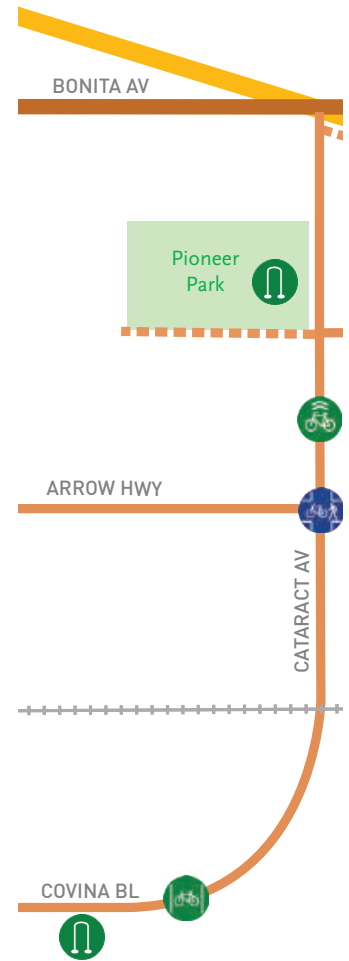 BONITA AV
Pioneer
Park
ARROW HWY
CATARACT AV
COVINA BL